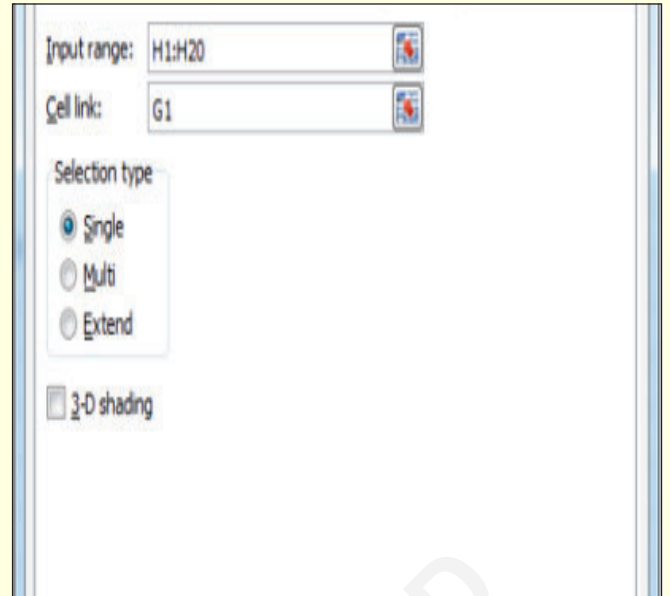 Input range: H1:H20
Cell link: G1
Selection type
Single
Multi
Extend
3-D shading